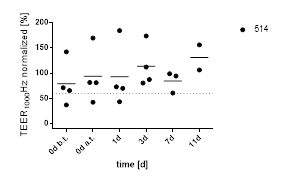 TEER1000Hz normalized [%]
200
150
100
50
0
0d b.t.
0d a.t.
1d
3d
7d
11d
time [d]
514